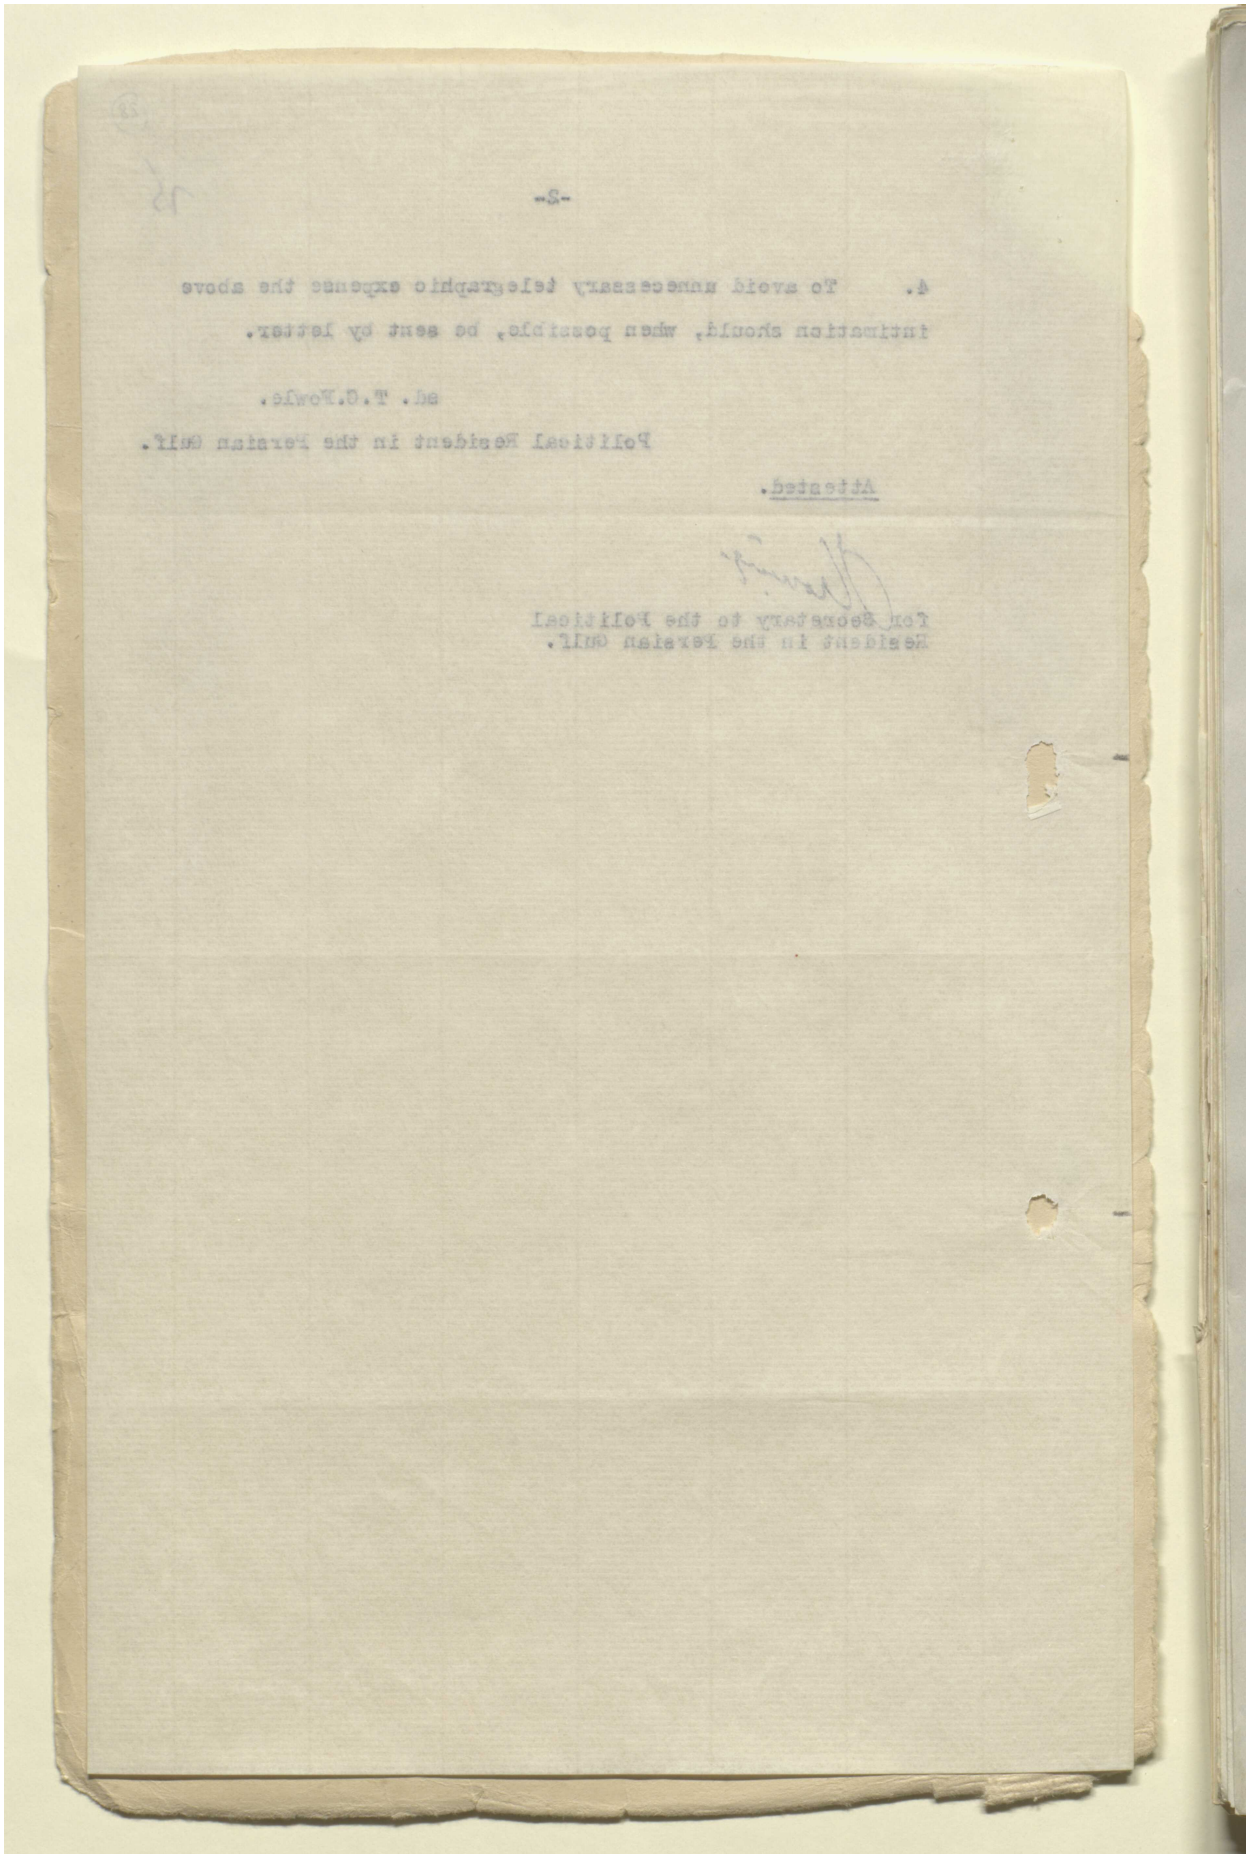 -2-
4. To avoid unnecessary telegraphic expense the above
intimation should, when possible, be sent by letter.
sd. T.C.Fowle.
Political Resident in the Persian Gulf.
Attested.
for Secretary to the Political
Resident in the Persian Gulf.